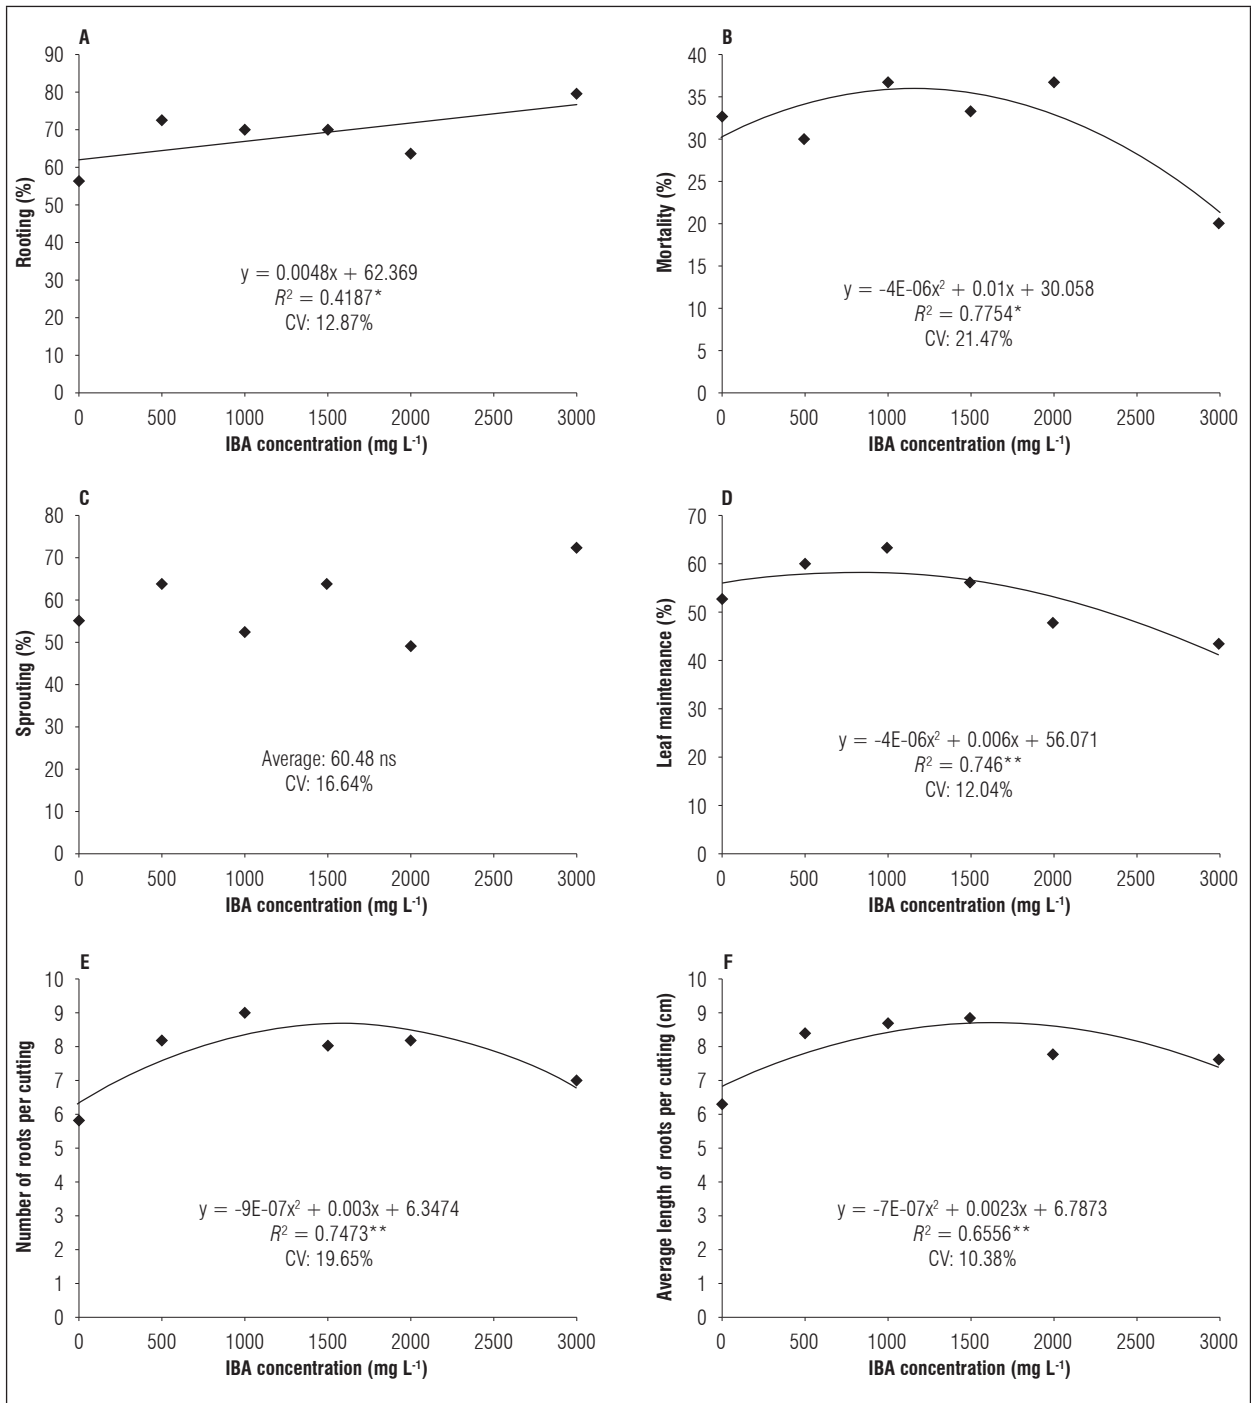 A
90
80
70
60
50
40
30
20
10
0
Rooting (%)
y = 0.0048x + 62.369
R² = 0.4187*
CV: 12.87%
0 500 1000 1500 2000 3000
IBA concentration (mg L⁻¹)
B
40
35
30
25
20
15
10
5
0
Mortality (%)
y = -4E-06x² + 0.01x + 30.058
R² = 0.7754*
CV: 21.47%
0 500 1000 1500 2000 3000
IBA concentration (mg L⁻¹)
C
80
70
60
50
40
30
20
10
0
Sprouting (%)
Average: 60.48 ns
CV: 16.64%
0 500 1000 1500 2000 3000
IBA concentration (mg L⁻¹)
D
70
60
50
40
30
20
10
0
Leaf maintenance (%)
y = -4E-06x² + 0.006x + 56.071
R² = 0.746**
CV: 12.04%
0 500 1000 1500 2000 3000
IBA concentration (mg L⁻¹)
E
10
9
8
7
6
5
4
3
2
1
0
Number of roots per cutting
y = -9E-07x² + 0.003x + 6.3474
R² = 0.7473**
CV: 19.65%
0 500 1000 1500 2000 3000
IBA concentration (mg L⁻¹)
F
10
9
8
7
6
5
4
3
2
1
0
Average length of roots per cutting (cm)
y = -7E-07x² + 0.0023x + 6.7873
R² = 0.6556**
CV: 10.38%
0 500 1000 1500 2000 3000
IBA concentration (mg L⁻¹)